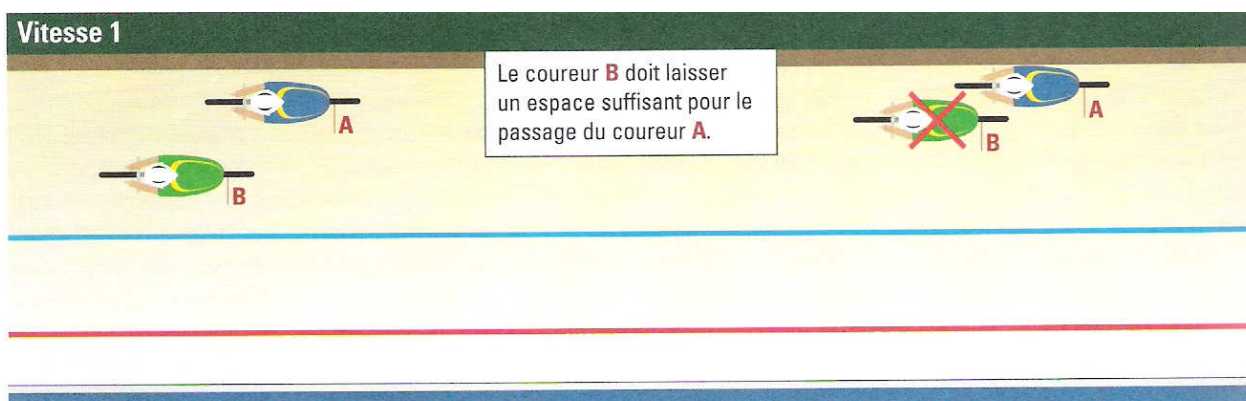 Vitesse 1
Le coureur B doit laisser
un espace suffisant pour le
passage du coureur A.
A
B
A
B